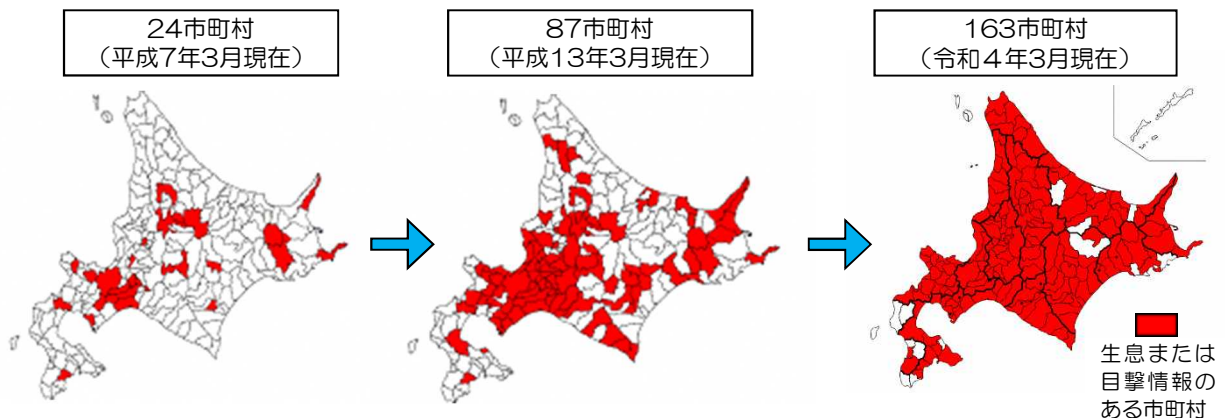 24市町村
（平成7年3月現在）
87市町村
（平成13年3月現在）
163市町村
（令和４年3月現在）
生息または
目撃情報の
ある市町村